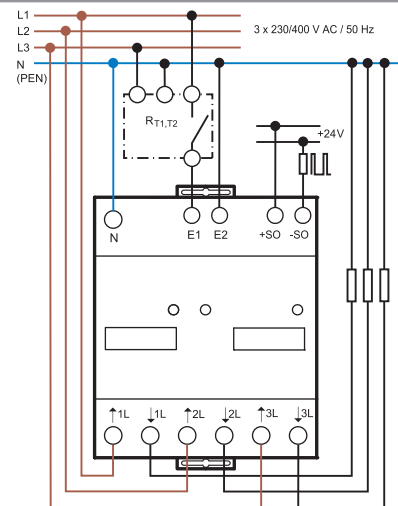 L1
L2
3 x 230/400 V AC / 50 Hz
L3
N
(PEN)
RT1,T2
+24V
N
E1
E2
+SO
-SO
↑1L
↓1L
↑2L
↓2L
↑3L
↓3L